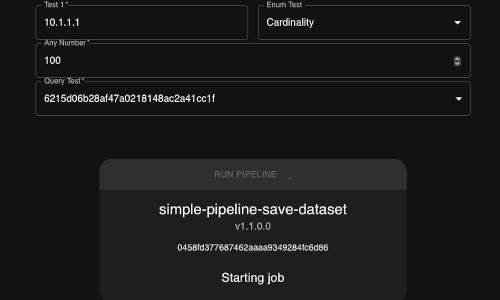 Test 1*
Enum Test
10.1.1.1
Cardinality
Any Number*
100
Query Test*
6215d06b28af47a0218148ac2a41cc1f
RUN PIPELINE
simple-pipeline-save-dataset
v1.1.0.0
0458fd377687462aaaa9349284fc6d86
Starting job